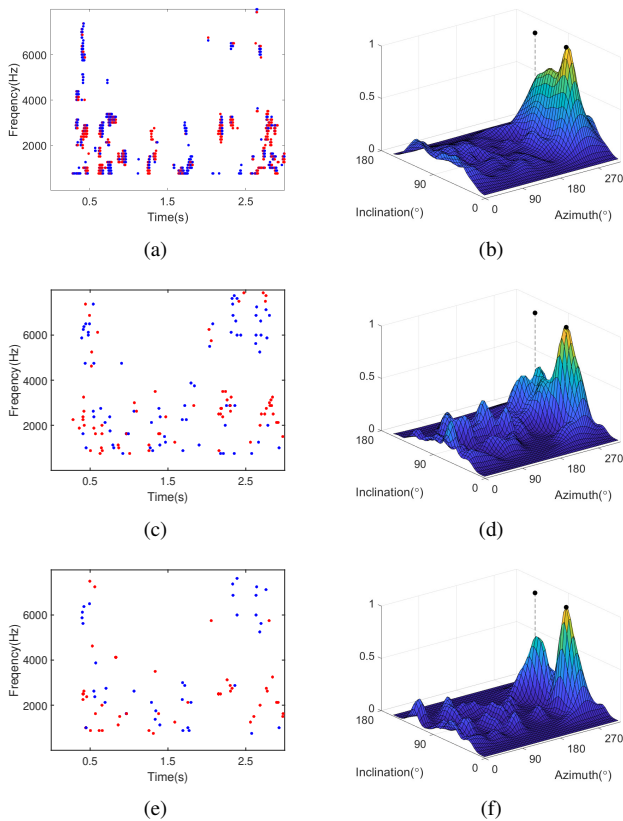 6000
4000
2000
Freqency(Hz)
0.5
1.5
2.5
Time(s)
(a)
1
0.5
0
180
90
0
Inclination(°)
0
90
180
270
Azimuth(°)
(b)
6000
4000
2000
Freqency(Hz)
0.5
1.5
2.5
Time(s)
(c)
1
0.5
0
180
90
0
Inclination(°)
0
90
180
270
Azimuth(°)
(d)
6000
4000
2000
Freqency(Hz)
0.5
1.5
2.5
Time(s)
(e)
1
0.5
0
180
90
0
Inclination(°)
0
90
180
270
Azimuth(°)
(f)